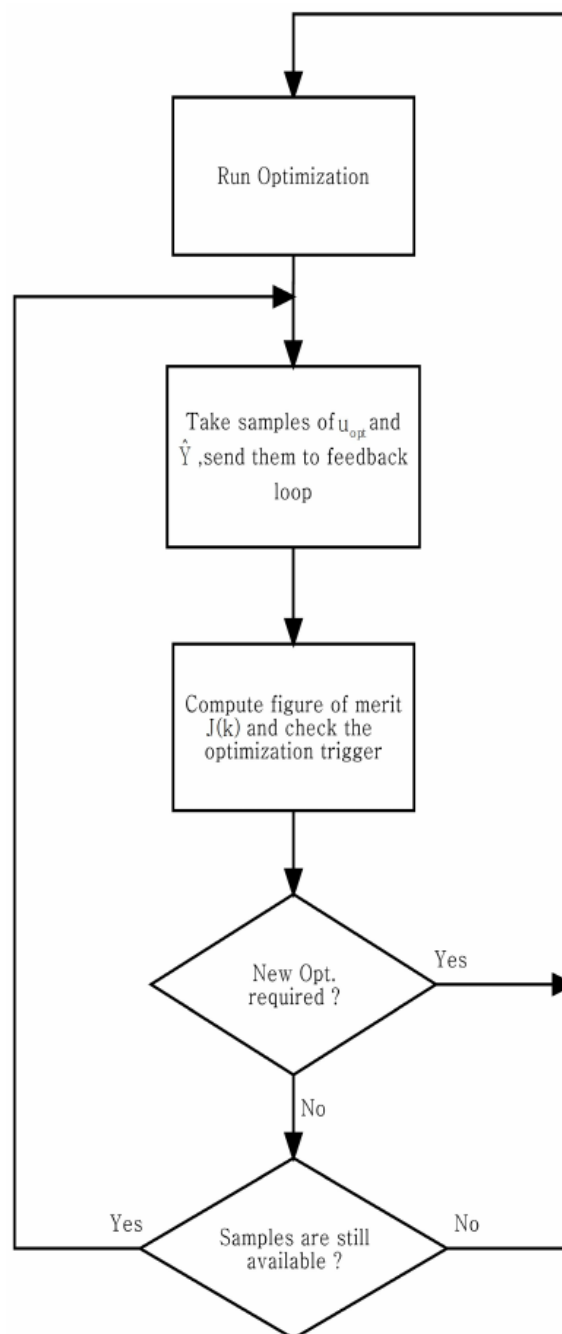 Run Optimization
Take samples of u_opt and
Ŷ ,send them to feedback
loop
Compute figure of merit
J(k) and check the
optimization trigger
New Opt.
required ?
Yes
No
Samples are still
available ?
Yes
No